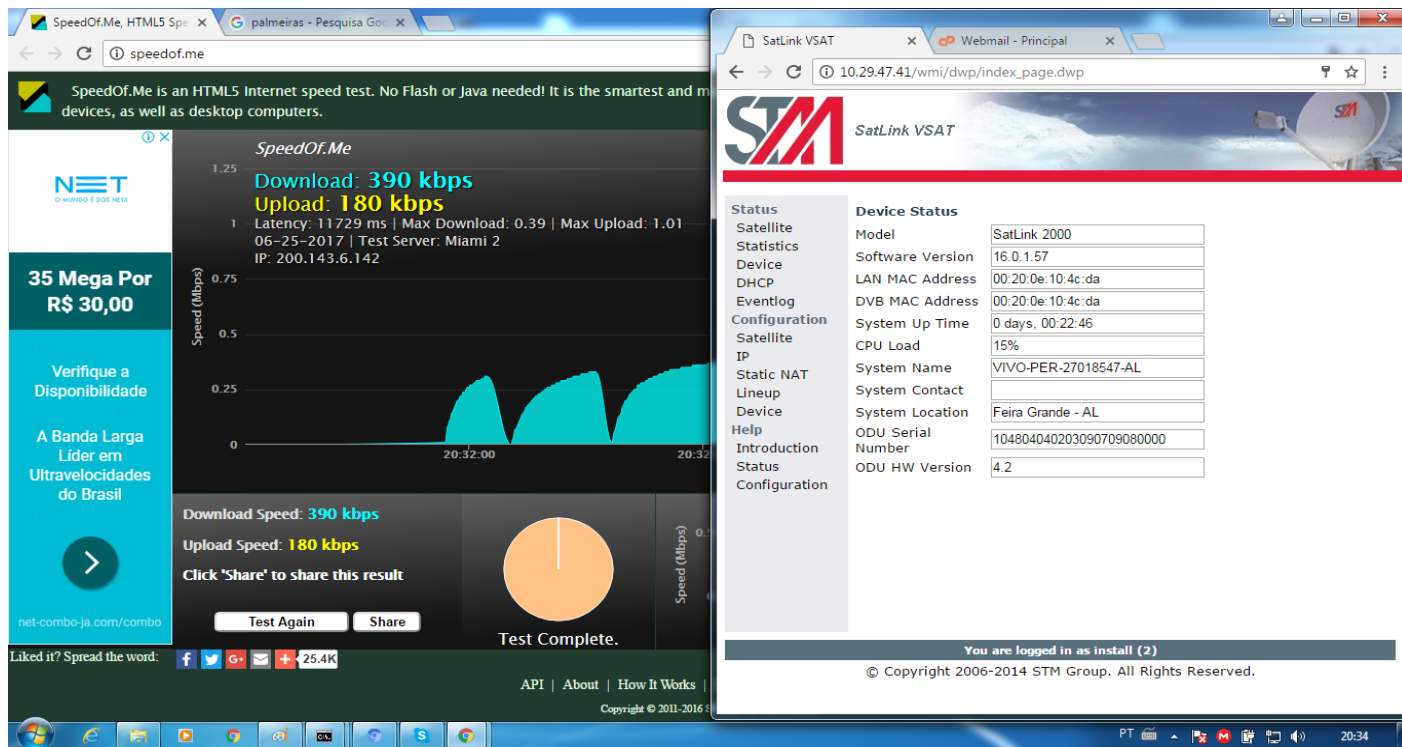 SpeedOf.Me, HTML5 Spe
palmeiras - Pesquisa Goo
speedof.me
SpeedOf.Me is an HTML5 Internet speed test. No Flash or Java needed! It is the smartest and m
devices, as well as desktop computers.
NET
O MUNDO É DOS NETS
35 Mega Por
R$ 30,00
Verifique a
Disponibilidade
A Banda Larga
Líder em
Ultravelocidades
do Brasil
net-combo-ja.com/combo
SpeedOf.Me
Download: 390 kbps
Upload: 180 kbps
Latency: 11729 ms | Max Download: 0.39 | Max Upload: 1.01
06-25-2017 | Test Server: Miami 2
IP: 200.143.6.142
Speed (Mbps)
1.25
1
0.75
0.5
0.25
0
20:32:00
20:32
Download Speed: 390 kbps
Upload Speed: 180 kbps
Click 'Share' to share this result
Test Again
Share
Test Complete.
Speed (Mbps)
0.
Liked it? Spread the word:
25.4K
API | About | How It Works |
Copyright © 2011-2016 S
SatLink VSAT
Webmail - Principal
10.29.47.41/wmi/dwp/index_page.dwp
STM
SatLink VSAT
STM
Status
Satellite
Statistics
Device
DHCP
Eventlog
Configuration
Satellite
IP
Static NAT
Lineup
Device
Help
Introduction
Status
Configuration
Device Status
Model SatLink 2000
Software Version 16.0.1.57
LAN MAC Address 00:20:0e:10:4c:da
DVB MAC Address 00:20:0e:10:4c:da
System Up Time 0 days, 00:22:46
CPU Load 15%
System Name VIVO-PER-27018547-AL
System Contact
System Location Feira Grande - AL
ODU Serial
Number 104804040203090709080000
ODU HW Version 4.2
You are logged in as install (2)
© Copyright 2006-2014 STM Group. All Rights Reserved.
PT
20:34